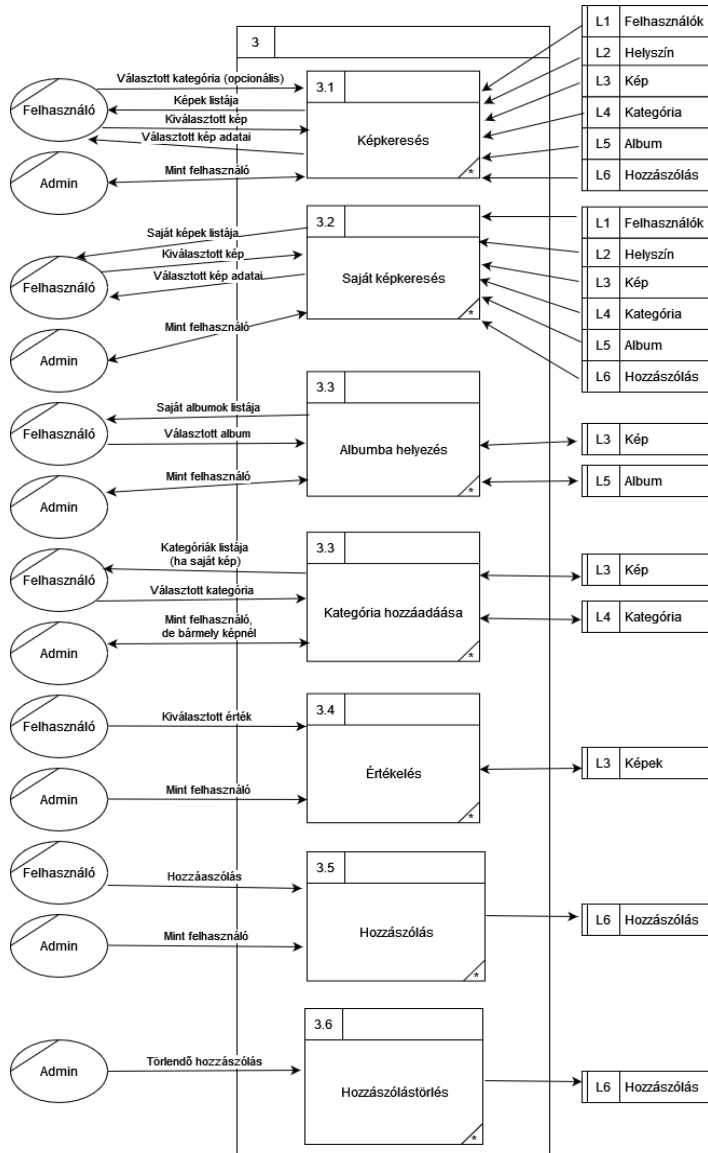 3
Választott kategória (opcionális)
Felhasználó
Képek listája
Kiválasztott kép
Választott kép adatai
Admin
Mint felhasználó
3.1
Képkeresés
*
L1 Felhasználók
L2 Helyszín
L3 Kép
L4 Kategória
L5 Album
L6 Hozzászólás
Saját képek listája
Kiválasztott kép
Felhasználó
Választott kép adatai
Mint felhasználó
Admin
3.2
Saját képkeresés
*
L1 Felhasználók
L2 Helyszín
L3 Kép
L4 Kategória
L5 Album
L6 Hozzászólás
Saját albumok listája
Felhasználó
Választott album
Mint felhasználó
Admin
3.3
Albumba helyezés
*
L3 Kép
L5 Album
Kategóriák listája
(ha saját kép)
Felhasználó
Választott kategória
Mint felhasználó,
de bármely képnél
Admin
3.3
Kategória hozzáadáása
*
L3 Kép
L4 Kategória
Felhasználó
Kiválasztott érték
Mint felhasználó
Admin
3.4
Értékelés
*
L3 Képek
Felhasználó
Hozzáaszólás
Mint felhasználó
Admin
3.5
Hozzászólás
*
L6 Hozzászólás
Admin
Törlendő hozzászólás
3.6
Hozzászólástörlés
*
L6 Hozzászólás